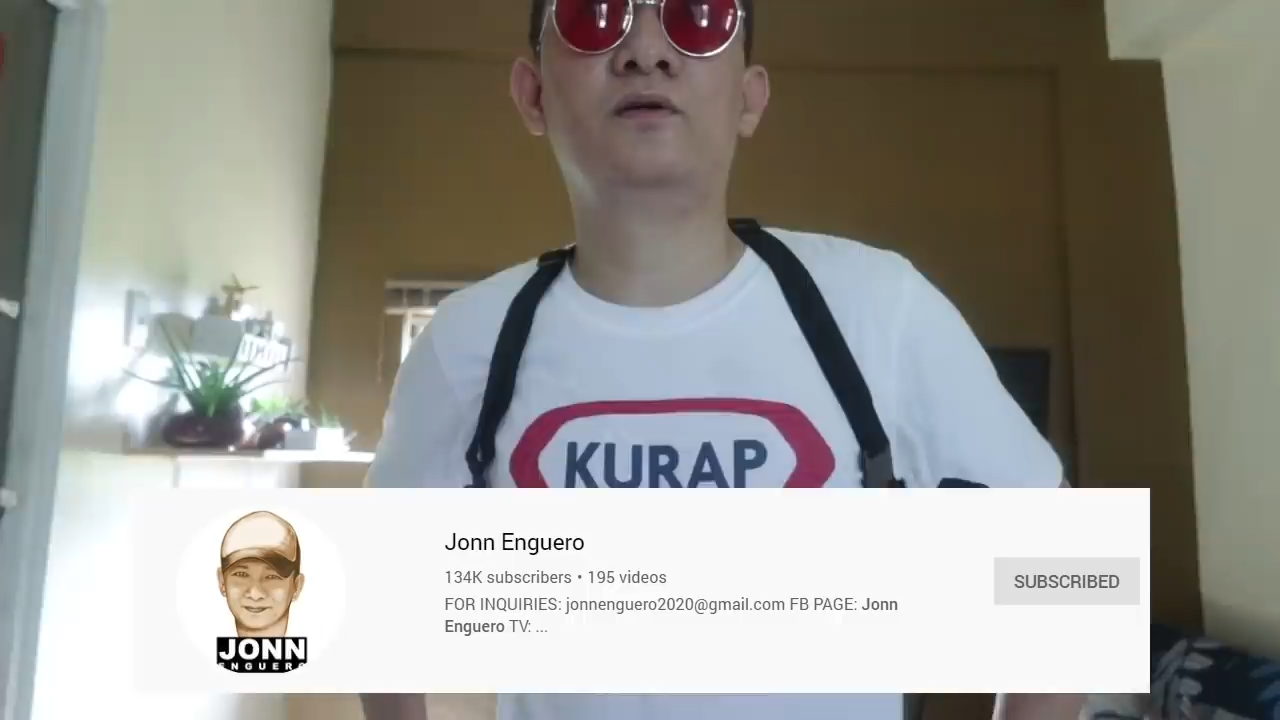 KURAP
Jonn Enguero
134K subscribers • 195 videos
FOR INQUIRIES: jonnenguero2020@gmail.com FB PAGE: Jonn
Enguero TV: ...
SUBSCRIBED
JONN
ENGUERO